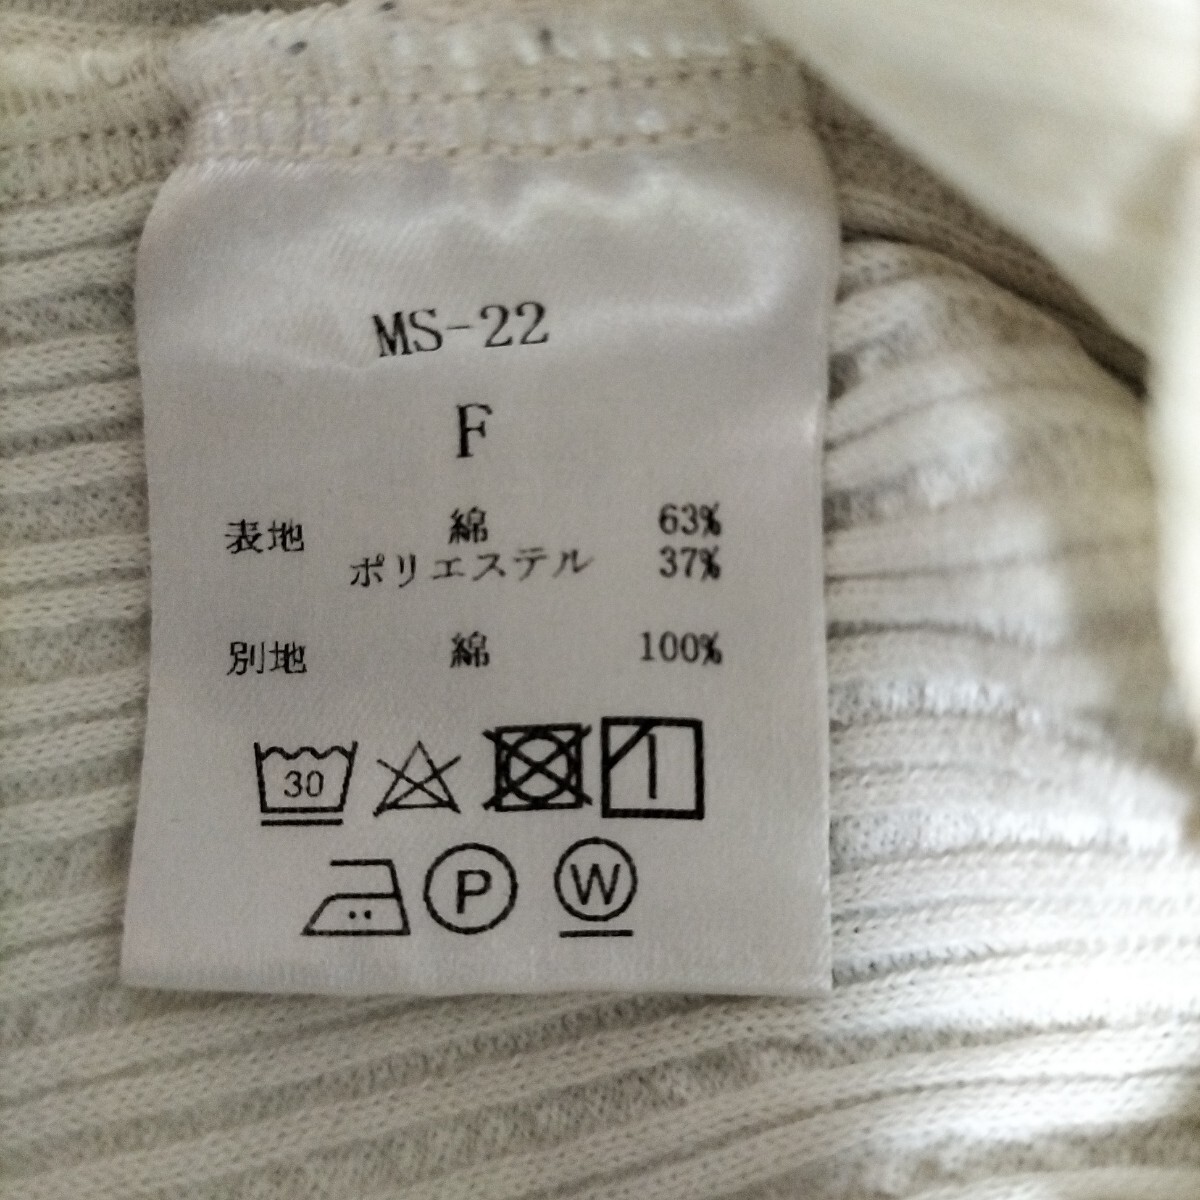 MS-22
F
表地 綿 63%
ポリエステル 37%
別地 綿 100%
30
P W